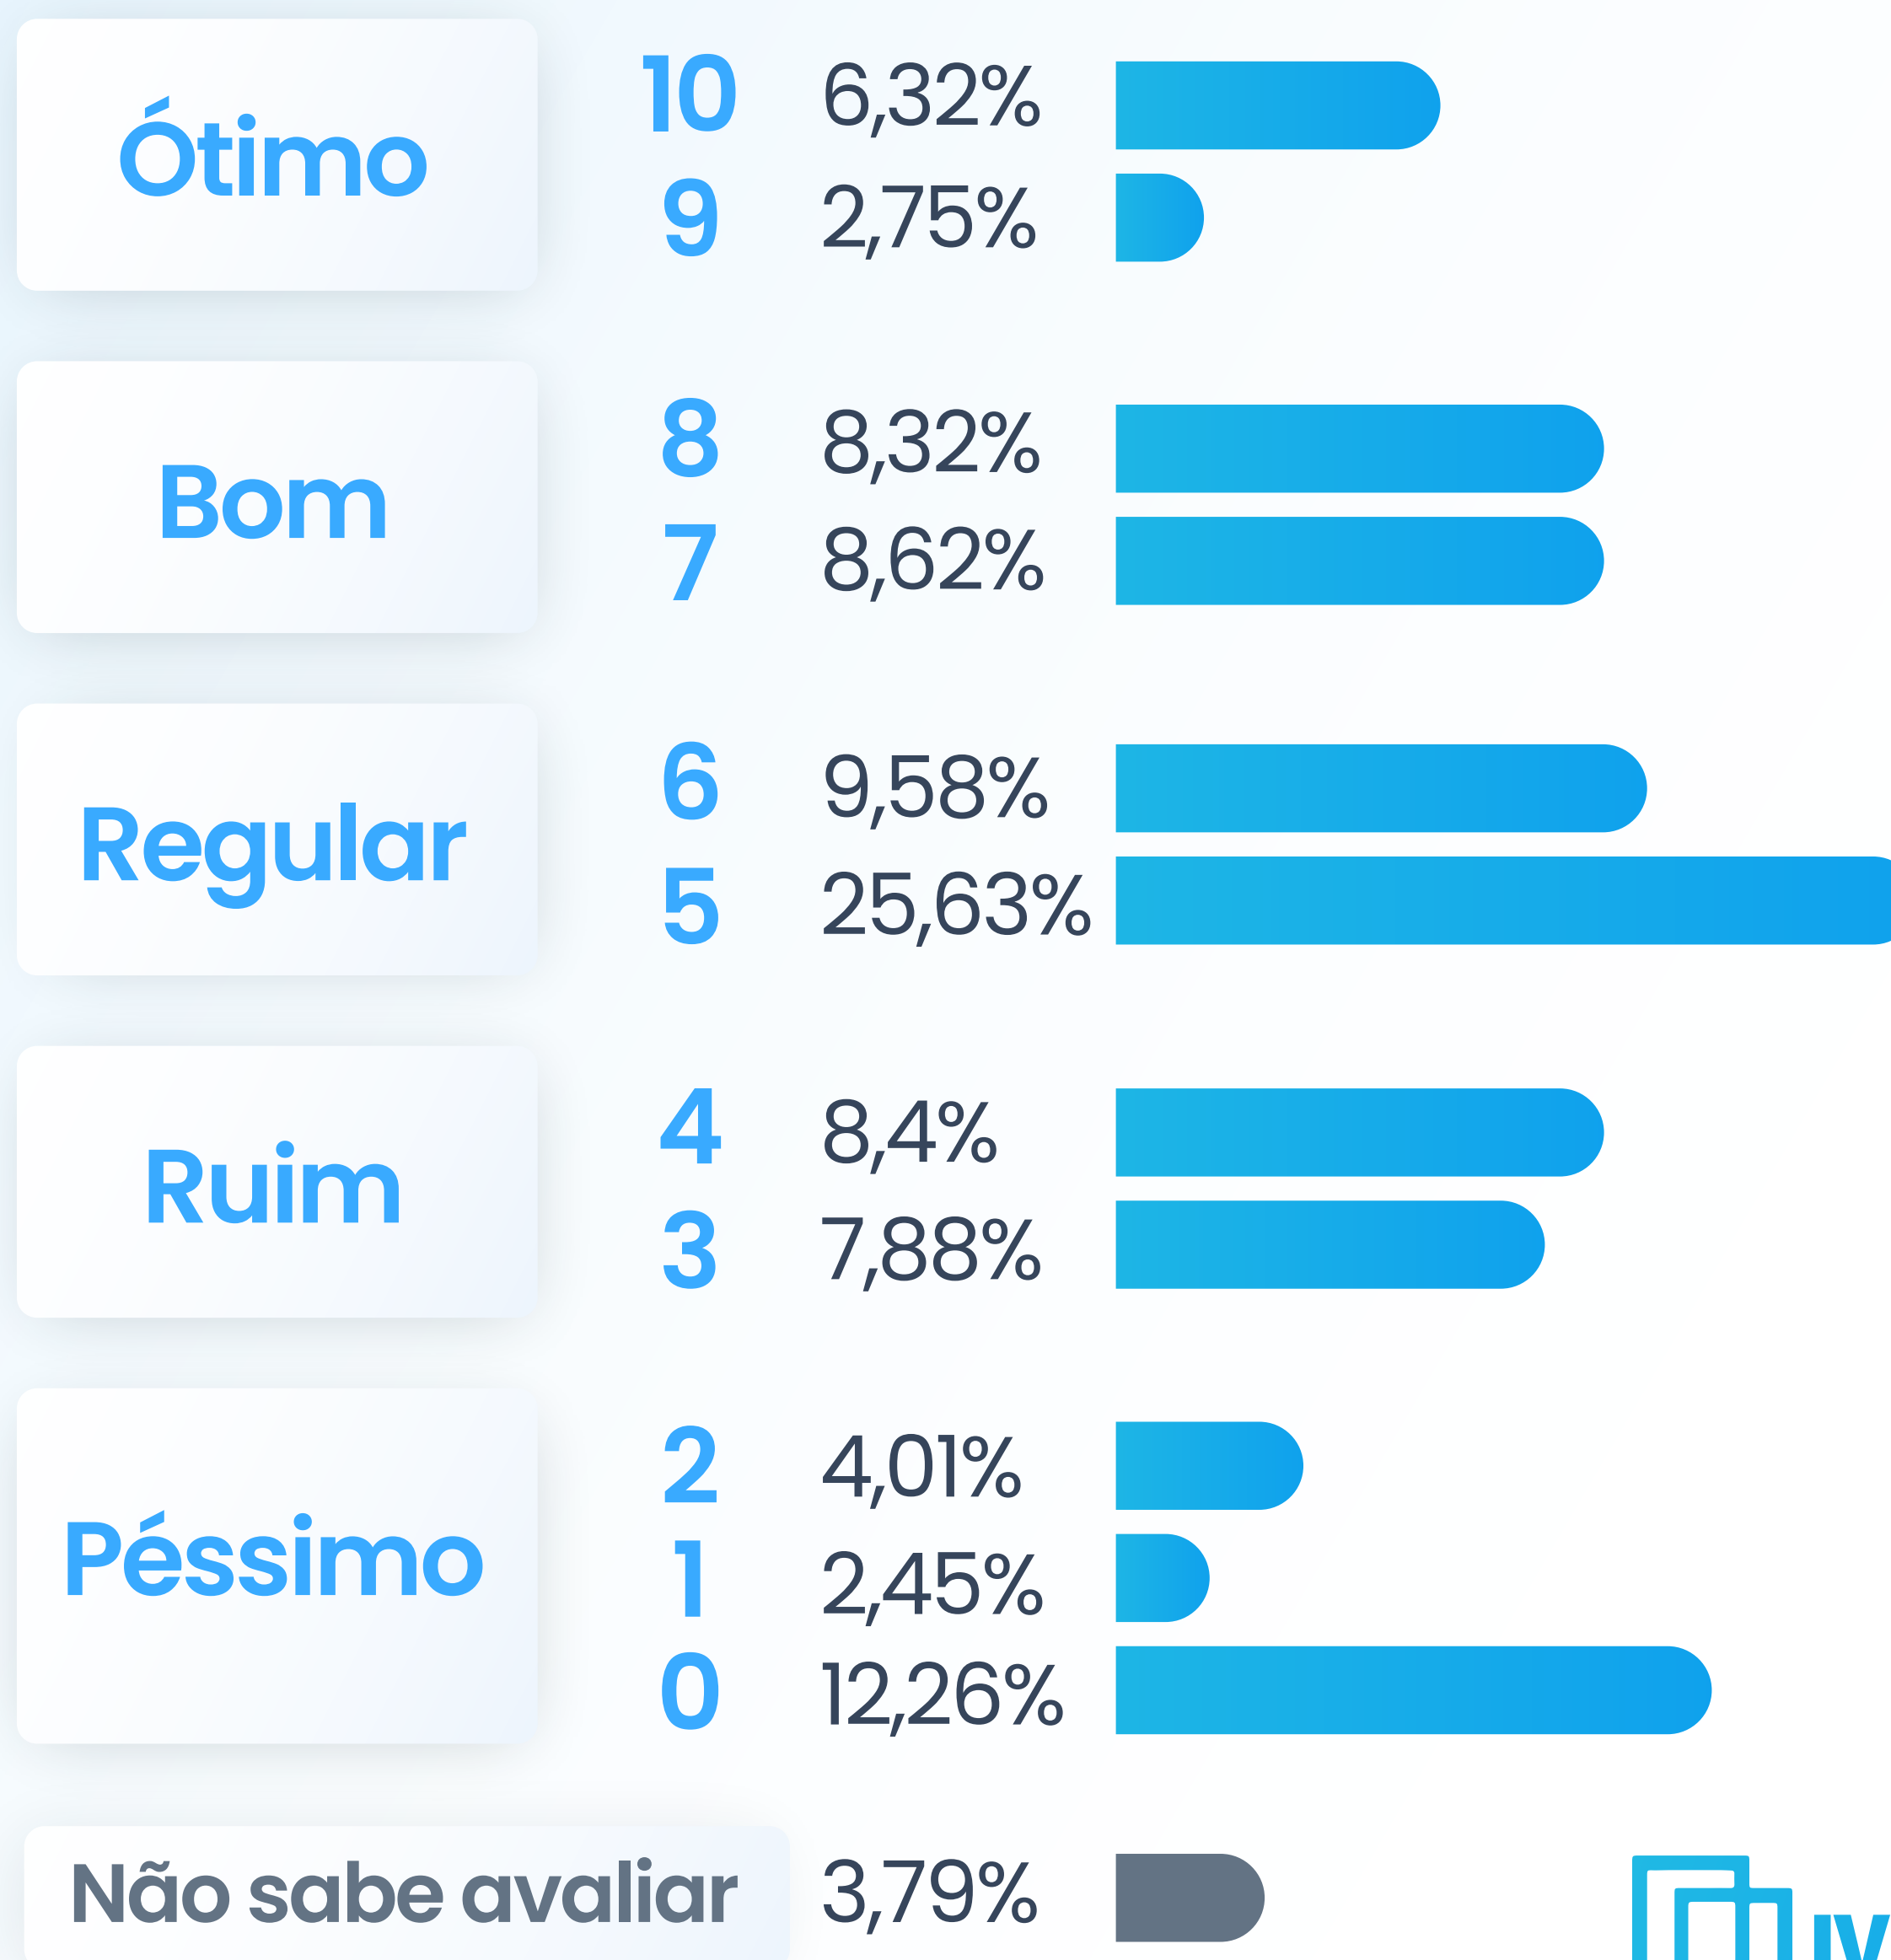 Ótimo
10 6,32%
9 2,75%
Bom
8 8,32%
7 8,62%
Regular
6 9,58%
5 25,63%
Ruim
4 8,4%
3 7,88%
Péssimo
2 4,01%
1 2,45%
0 12,26%
Não sabe avaliar 3,79%